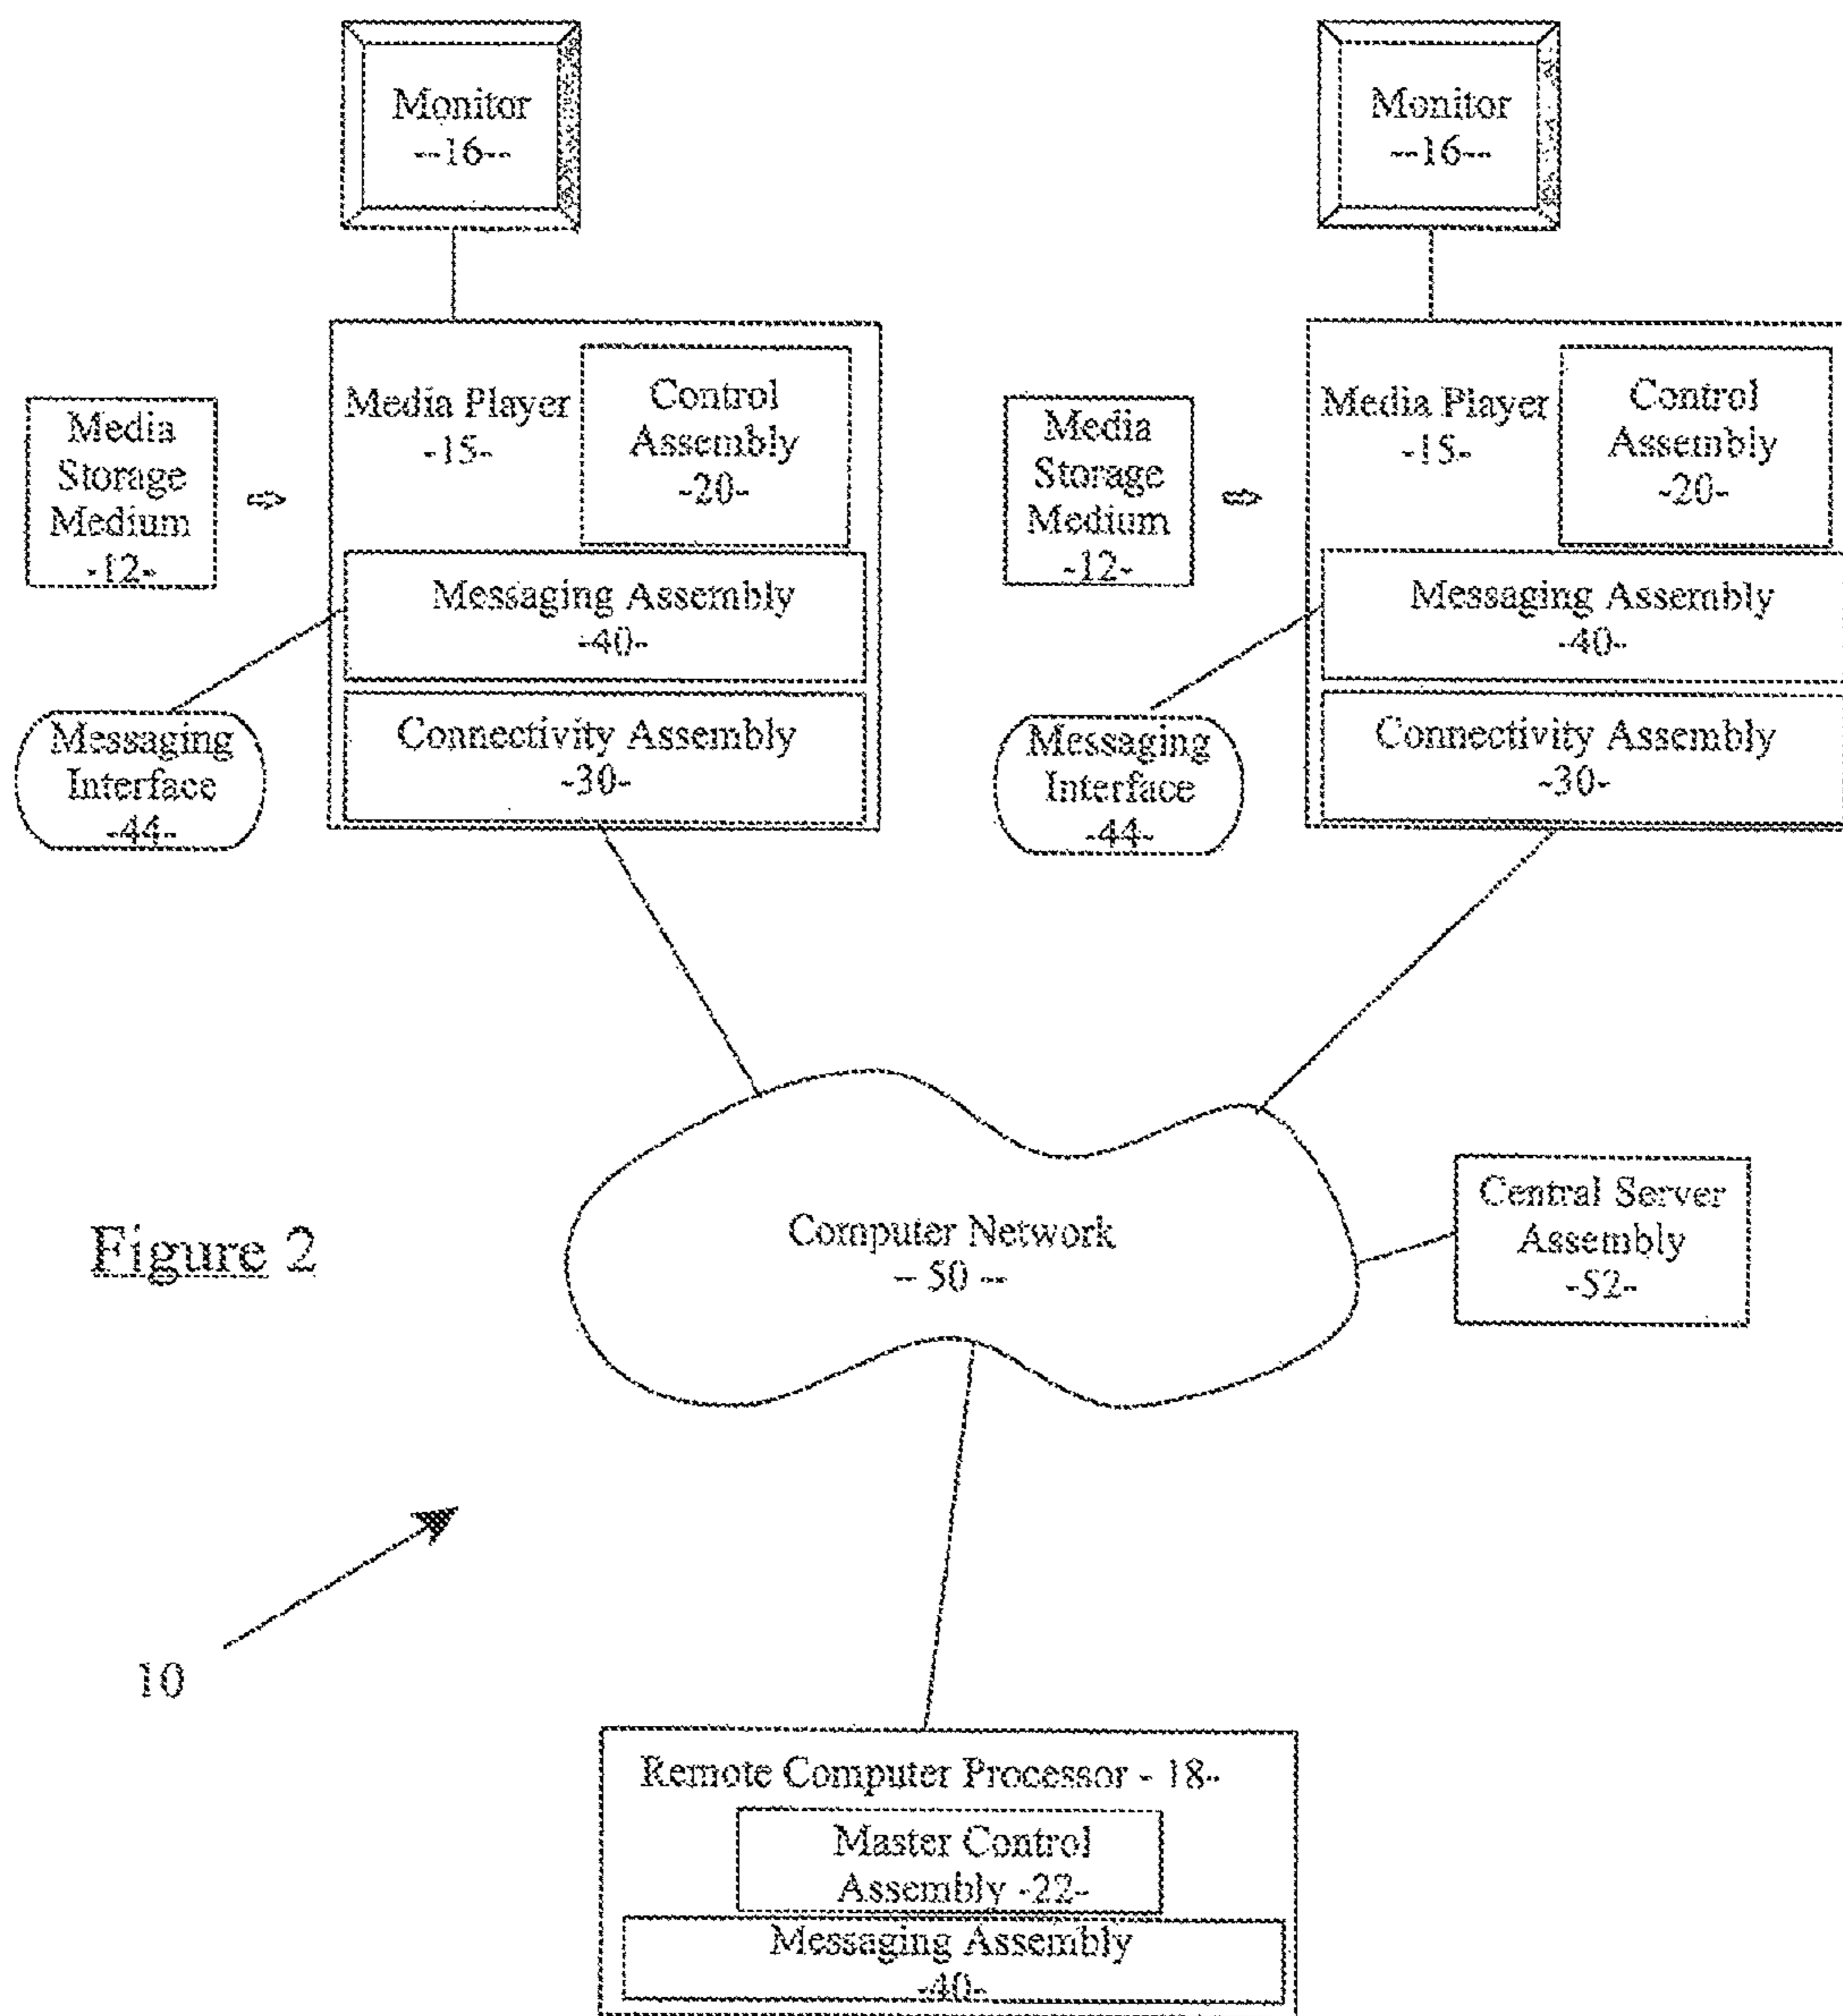 Monitor
--16--
Monitor
--16--
Media Player
-15-
Control
Assembly
-20-
Media
Storage
Medium
-12-
Messaging Assembly
-40-
Connectivity Assembly
-30-
Messaging
Interface
-44-
Media Player
-15-
Control
Assembly
-20-
Media
Storage
Medium
-12-
Messaging Assembly
-40-
Connectivity Assembly
-30-
Messaging
Interface
-44-
Figure 2
Computer Network
-- 50 --
Central Server
Assembly
-52-
10
Remote Computer Processor - 18-
Master Control
Assembly -22-
Messaging Assembly
-40-